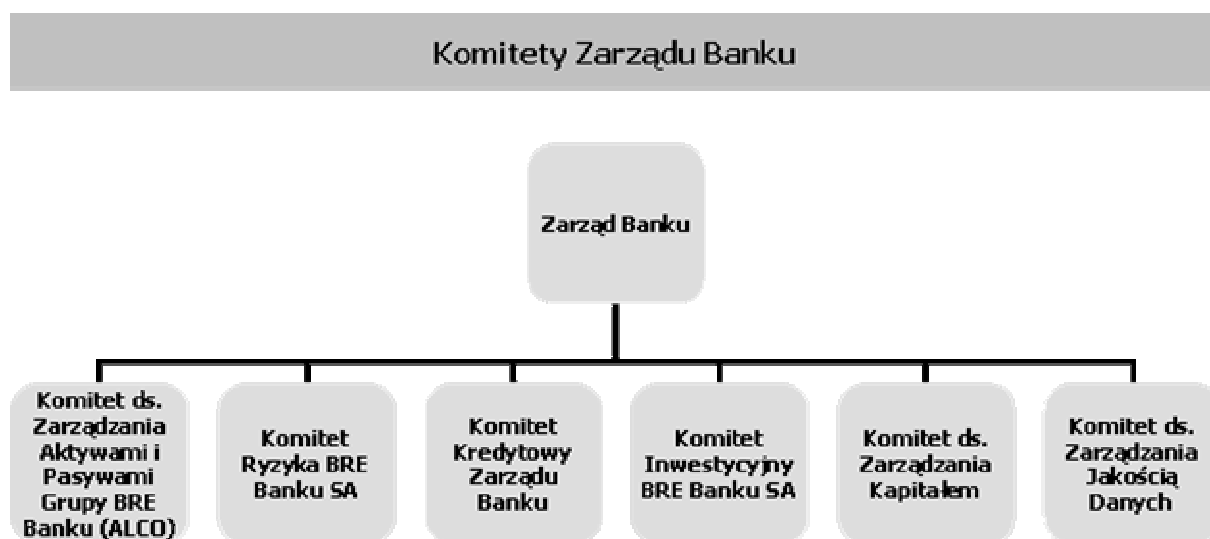 Komitety Zarządu Banku
Zarząd Banku
Komitet ds.
Zarządzania
Aktywami i
Pasywami
Grupy BRE
Banku (ALCO)
Komitet
Ryzyka BRE
Banku SA
Komitet
Kredytowy
Zarządu
Banku
Komitet
Inwestycyjny
BRE Banku SA
Komitet ds.
Zarządzania
Kapitałem
Komitet ds.
Zarządzania
Jakością
Danych